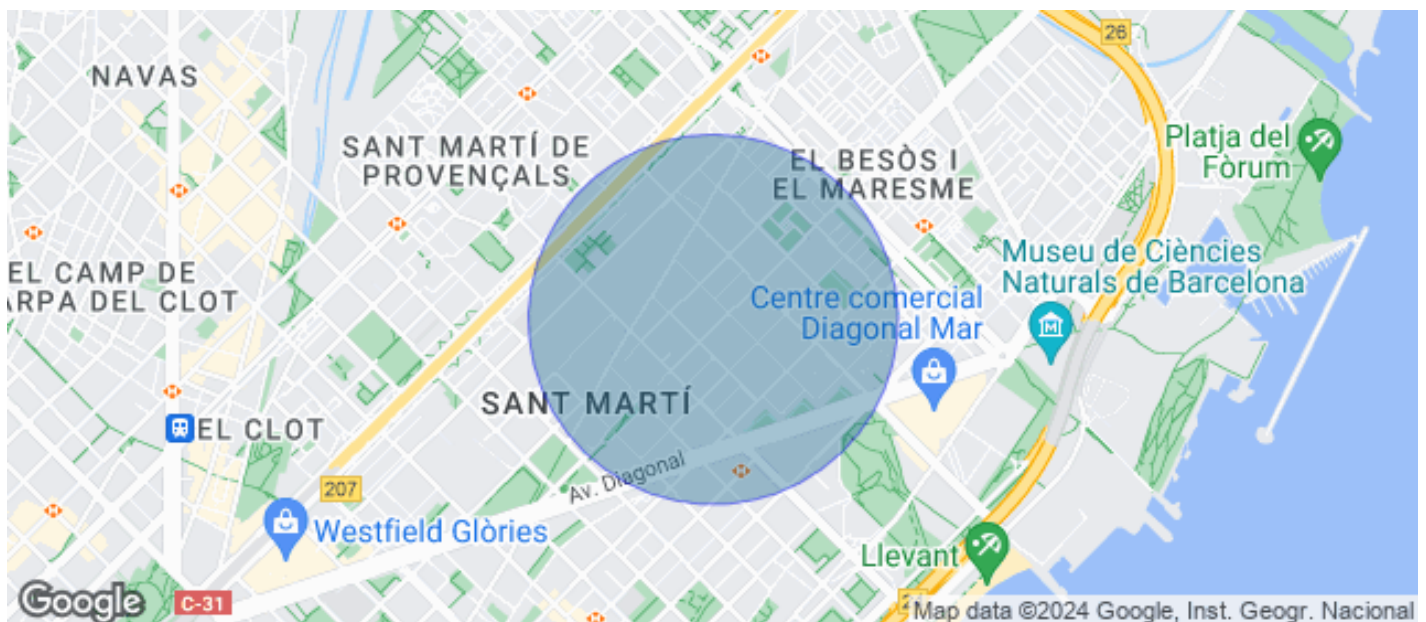 26
NAVAS
Platja del
Fòrum
SANT MARTÍ DE
PROVENÇALS
EL BESÒS I
EL MARESME
Museu de Ciències
Naturals de Barcelona
EL CAMP DE
ARPA DEL CLOT
Centre comercial
Diagonal Mar
SANT MARTÍ
EL CLOT
Av. Diagonal
207
Westfield Glòries
Llevant
Google
C-31
Map data ©2024 Google, Inst. Geogr. Nacional